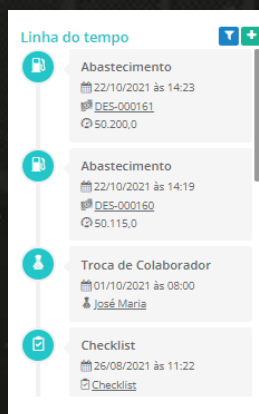 Linha do tempo
Abastecimento
22/10/2021 às 14:23
DES-000161
50.200,0
Abastecimento
22/10/2021 às 14:19
DES-000160
50.115,0
Troca de Colaborador
01/10/2021 às 08:00
José Maria
Checklist
26/08/2021 às 11:22
Checklist